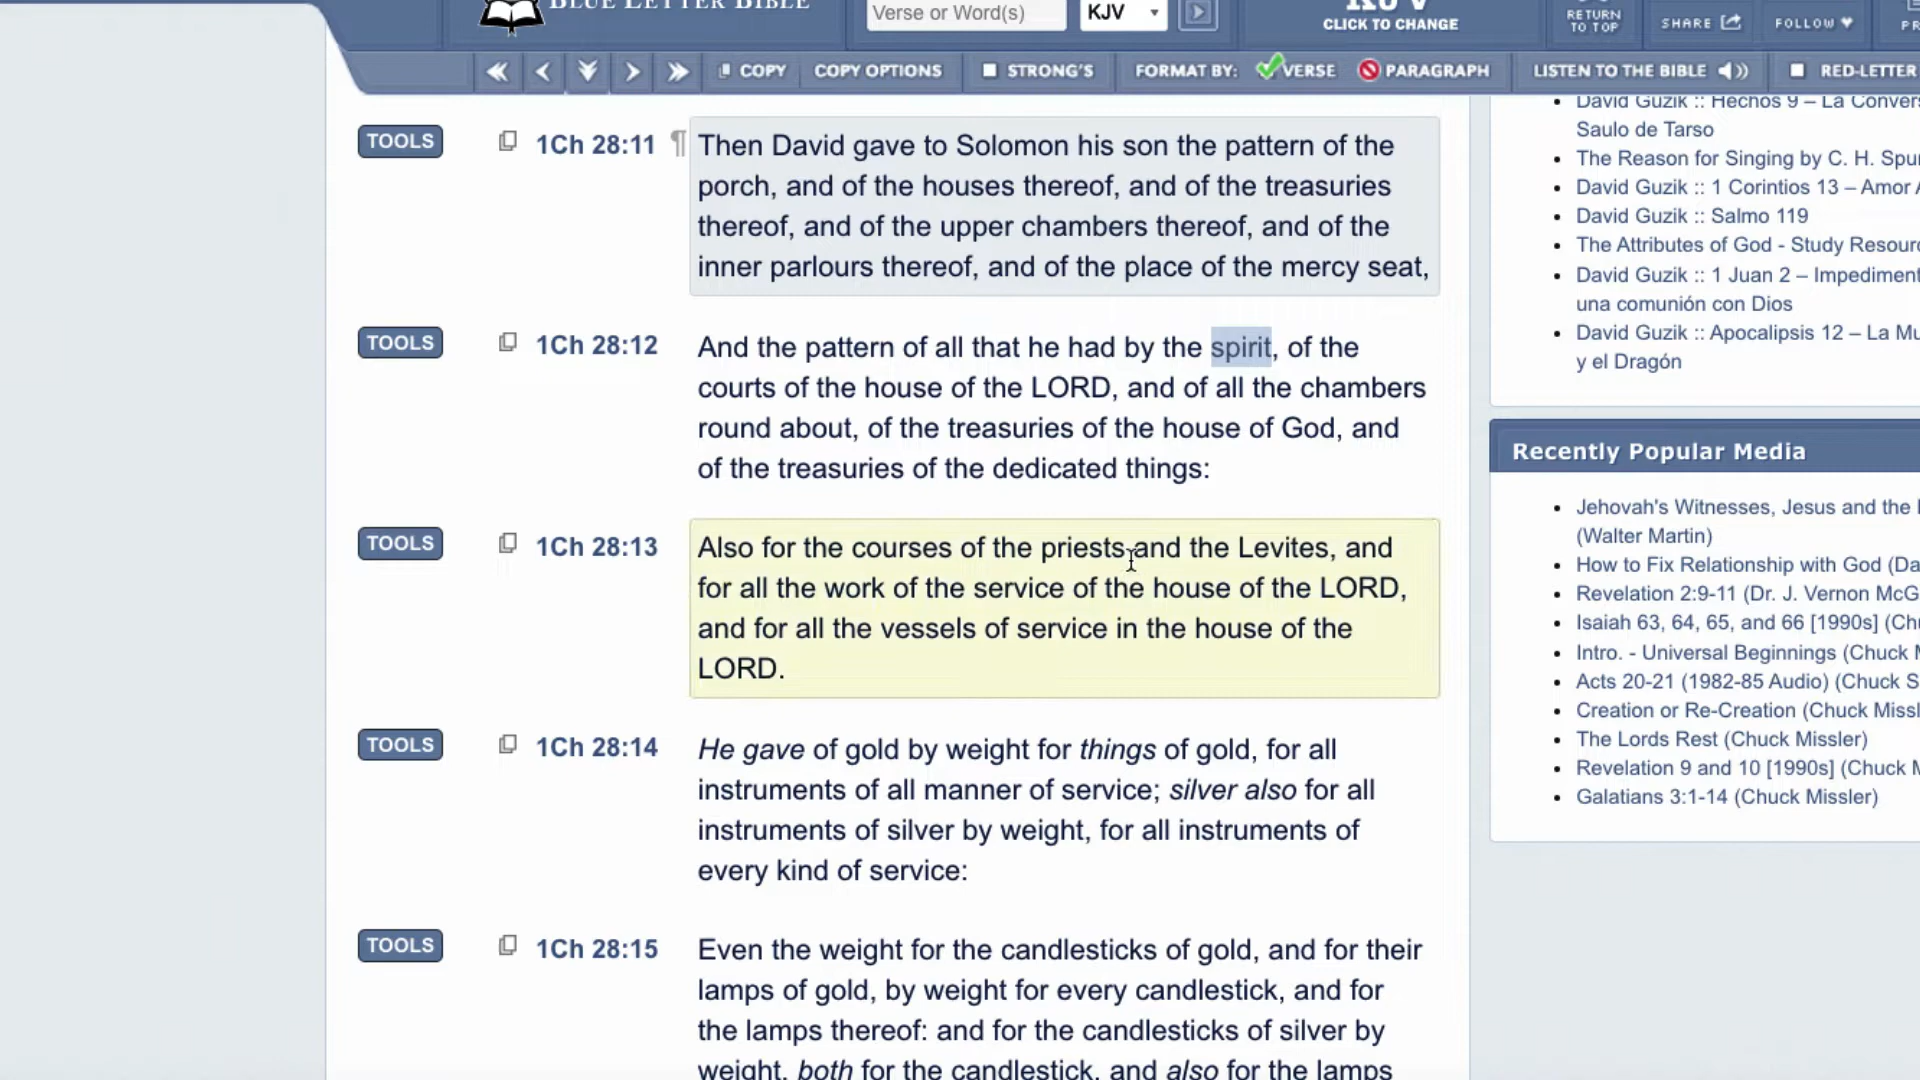 BLUE LETTER BIBLE
Verse or Word(s)
KJV
KJV
CLICK TO CHANGE
RETURN
TO TOP
SHARE
FOLLOW
COPY
COPY OPTIONS
STRONG'S
FORMAT BY:
VERSE
PARAGRAPH
LISTEN TO THE BIBLE
RED-LETTER
TOOLS
1Ch 28:11
¶
Then David gave to Solomon his son the pattern of the
porch, and of the houses thereof, and of the treasuries
thereof, and of the upper chambers thereof, and of the
inner parlours thereof, and of the place of the mercy seat,
TOOLS
1Ch 28:12
And the pattern of all that he had by the spirit, of the
courts of the house of the LORD, and of all the chambers
round about, of the treasuries of the house of God, and
of the treasuries of the dedicated things:
TOOLS
1Ch 28:13
Also for the courses of the priests and the Levites, and
for all the work of the service of the house of the LORD,
and for all the vessels of service in the house of the
LORD.
TOOLS
1Ch 28:14
He gave of gold by weight for things of gold, for all
instruments of all manner of service; silver also for all
instruments of silver by weight, for all instruments of
every kind of service:
TOOLS
1Ch 28:15
Even the weight for the candlesticks of gold, and for their
lamps of gold, by weight for every candlestick, and for
the lamps thereof: and for the candlesticks of silver by
weight, both for the candlestick, and also for the lamps
David Guzik :: Hechos 9 – La
Saulo de Tarso
The Reason for Singing by C. H.
David Guzik :: 1 Corintios 13 – Amor
David Guzik :: Salmo 119
The Attributes of God - Study
David Guzik :: 1 Juan 2 –
una comunión con Dios
David Guzik :: Apocalipsis 12 – La
y el Dragón
Recently Popular Media
Jehovah's Witnesses, Jesus and the
(Walter Martin)
How to Fix Relationship with God
Revelation 2:9-11 (Dr. J. Vernon
Isaiah 63, 64, 65, and 66 [1990s]
Intro. - Universal Beginnings (Chuck
Acts 20-21 (1982-85 Audio) (Chuck
Creation or Re-Creation (Chuck
The Lords Rest (Chuck Missler)
Revelation 9 and 10 [1990s] (Chuck
Galatians 3:1-14 (Chuck Missler)